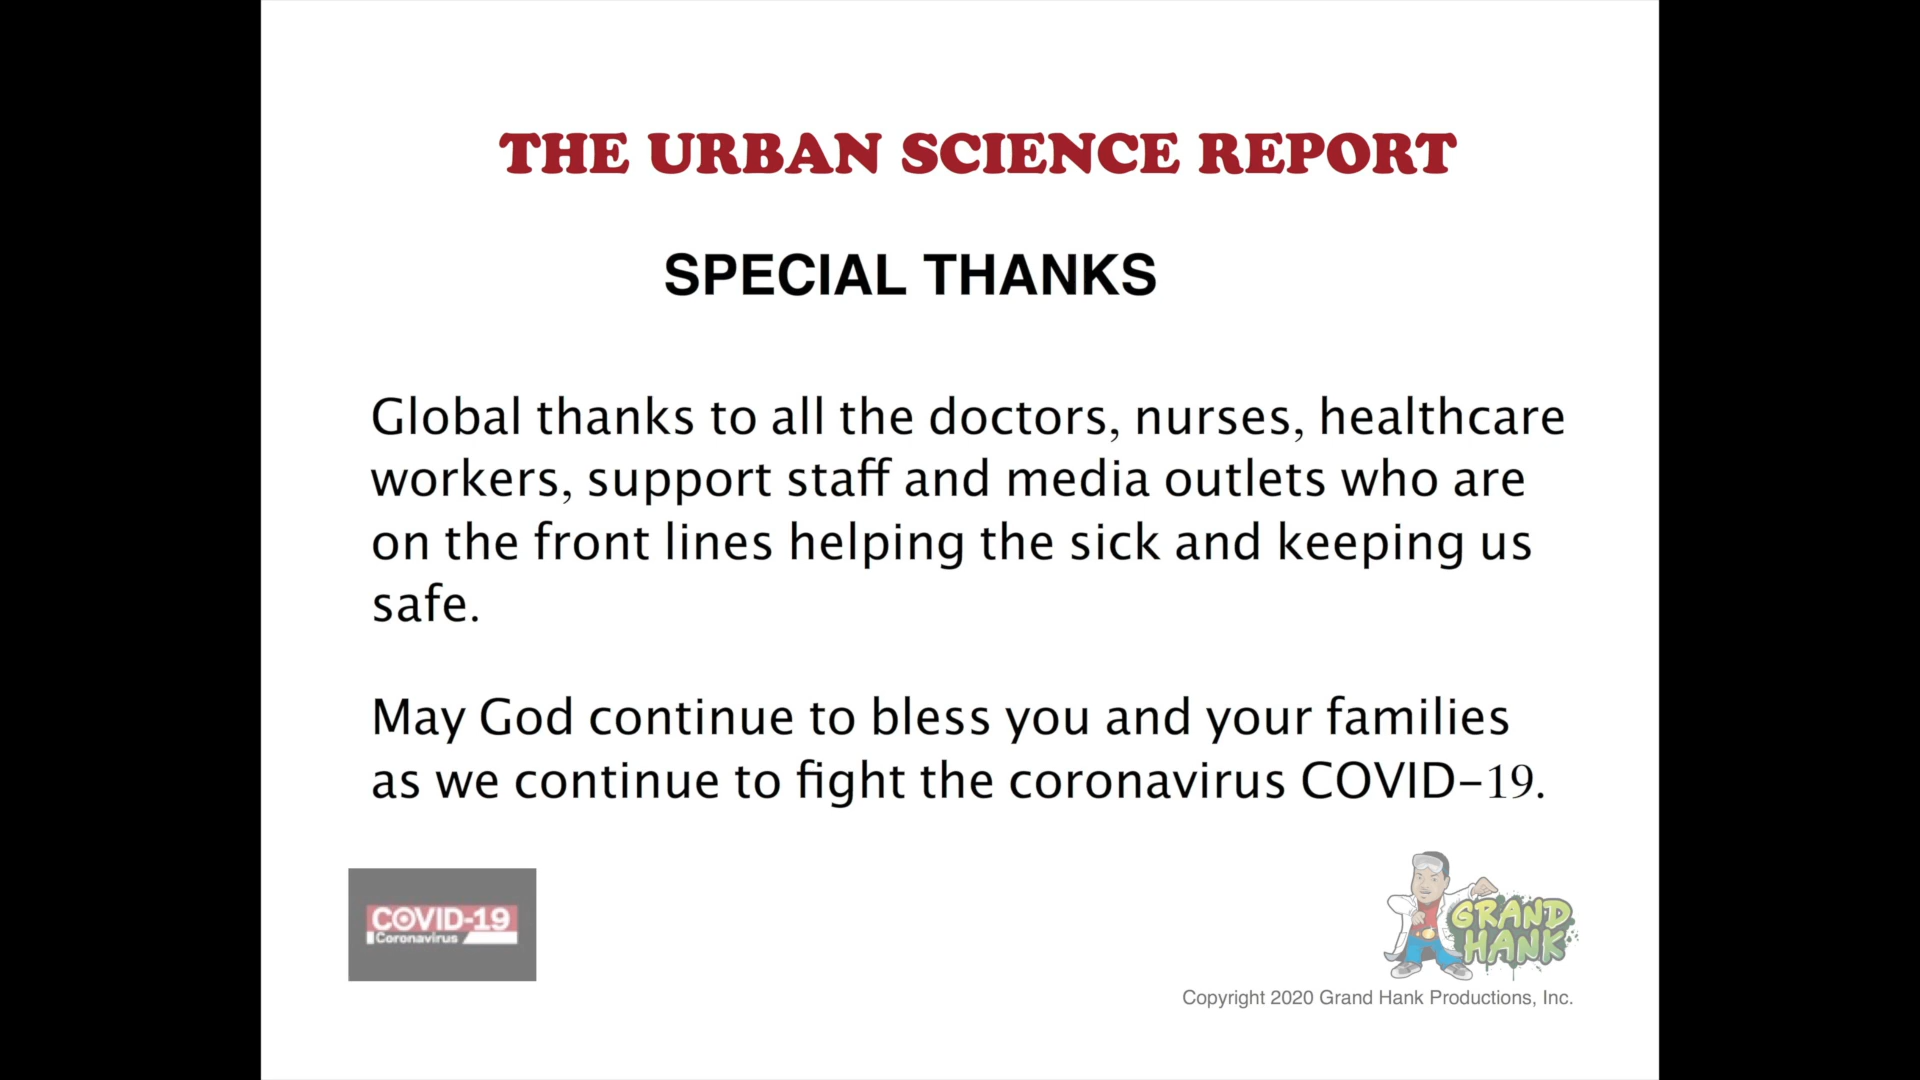 THE URBAN SCIENCE REPORT
SPECIAL THANKS
Global thanks to all the doctors, nurses, healthcare
workers, support staff and media outlets who are
on the front lines helping the sick and keeping us
safe.
May God continue to bless you and your families
as we continue to fight the coronavirus COVID-19.
COVID-19
Coronavirus
GRAND
HANK
Copyright 2020 Grand Hank Productions, Inc.